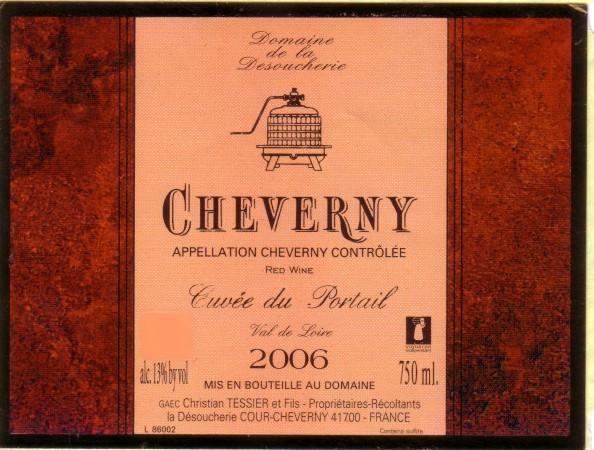 Domaine
de la
Désoucherie
CHEVERNY
APPELLATION CHEVERNY CONTRÔLÉE
RED WINE
Cuvée du Portail
Val de Loire
2006
alc. 13% by vol
750 ml.
MIS EN BOUTEILLE AU DOMAINE
GAEC Christian TESSIER et Fils - Propriétaires-Récoltants
la Désoucherie COUR-CHEVERNY 41700 - FRANCE
L 86002
Contains sulfite